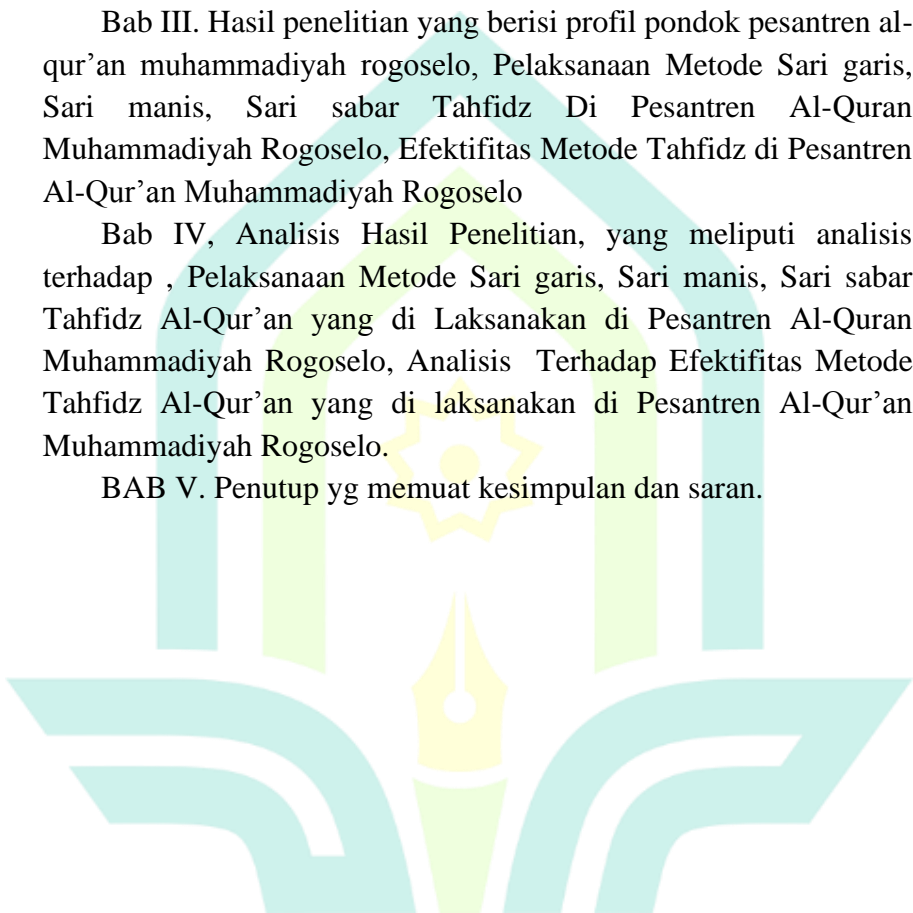 Bab III. Hasil penelitian yang berisi profil pondok pesantren al-
qur’an muhammadiyah rogoselo, Pelaksanaan Metode Sari garis,
Sari manis, Sari sabar Tahfidz Di Pesantren Al-Quran
Muhammadiyah Rogoselo, Efektifitas Metode Tahfidz di Pesantren
Al-Qur’an Muhammadiyah Rogoselo
Bab IV, Analisis Hasil Penelitian, yang meliputi analisis
terhadap , Pelaksanaan Metode Sari garis, Sari manis, Sari sabar
Tahfidz Al-Qur’an yang di Laksanakan di Pesantren Al-Quran
Muhammadiyah Rogoselo, Analisis Terhadap Efektifitas Metode
Tahfidz Al-Qur’an yang di laksanakan di Pesantren Al-Qur’an
Muhammadiyah Rogoselo.
BAB V. Penutup yg memuat kesimpulan dan saran.